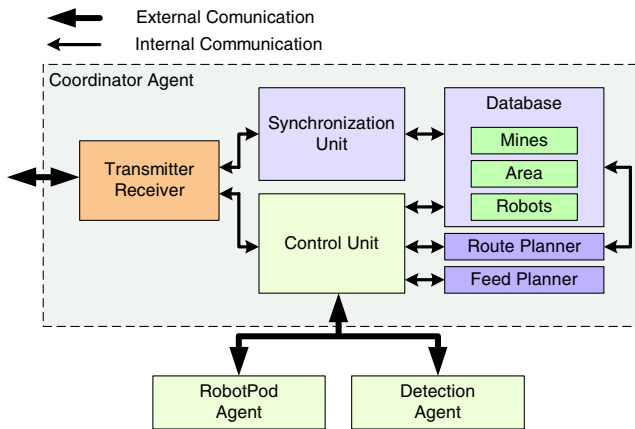 External Comunication
Internal Communication
Coordinator Agent
Transmitter
Receiver
Synchronization
Unit
Control Unit
Database
Mines
Area
Robots
Route Planner
Feed Planner
RobotPod
Agent
Detection
Agent